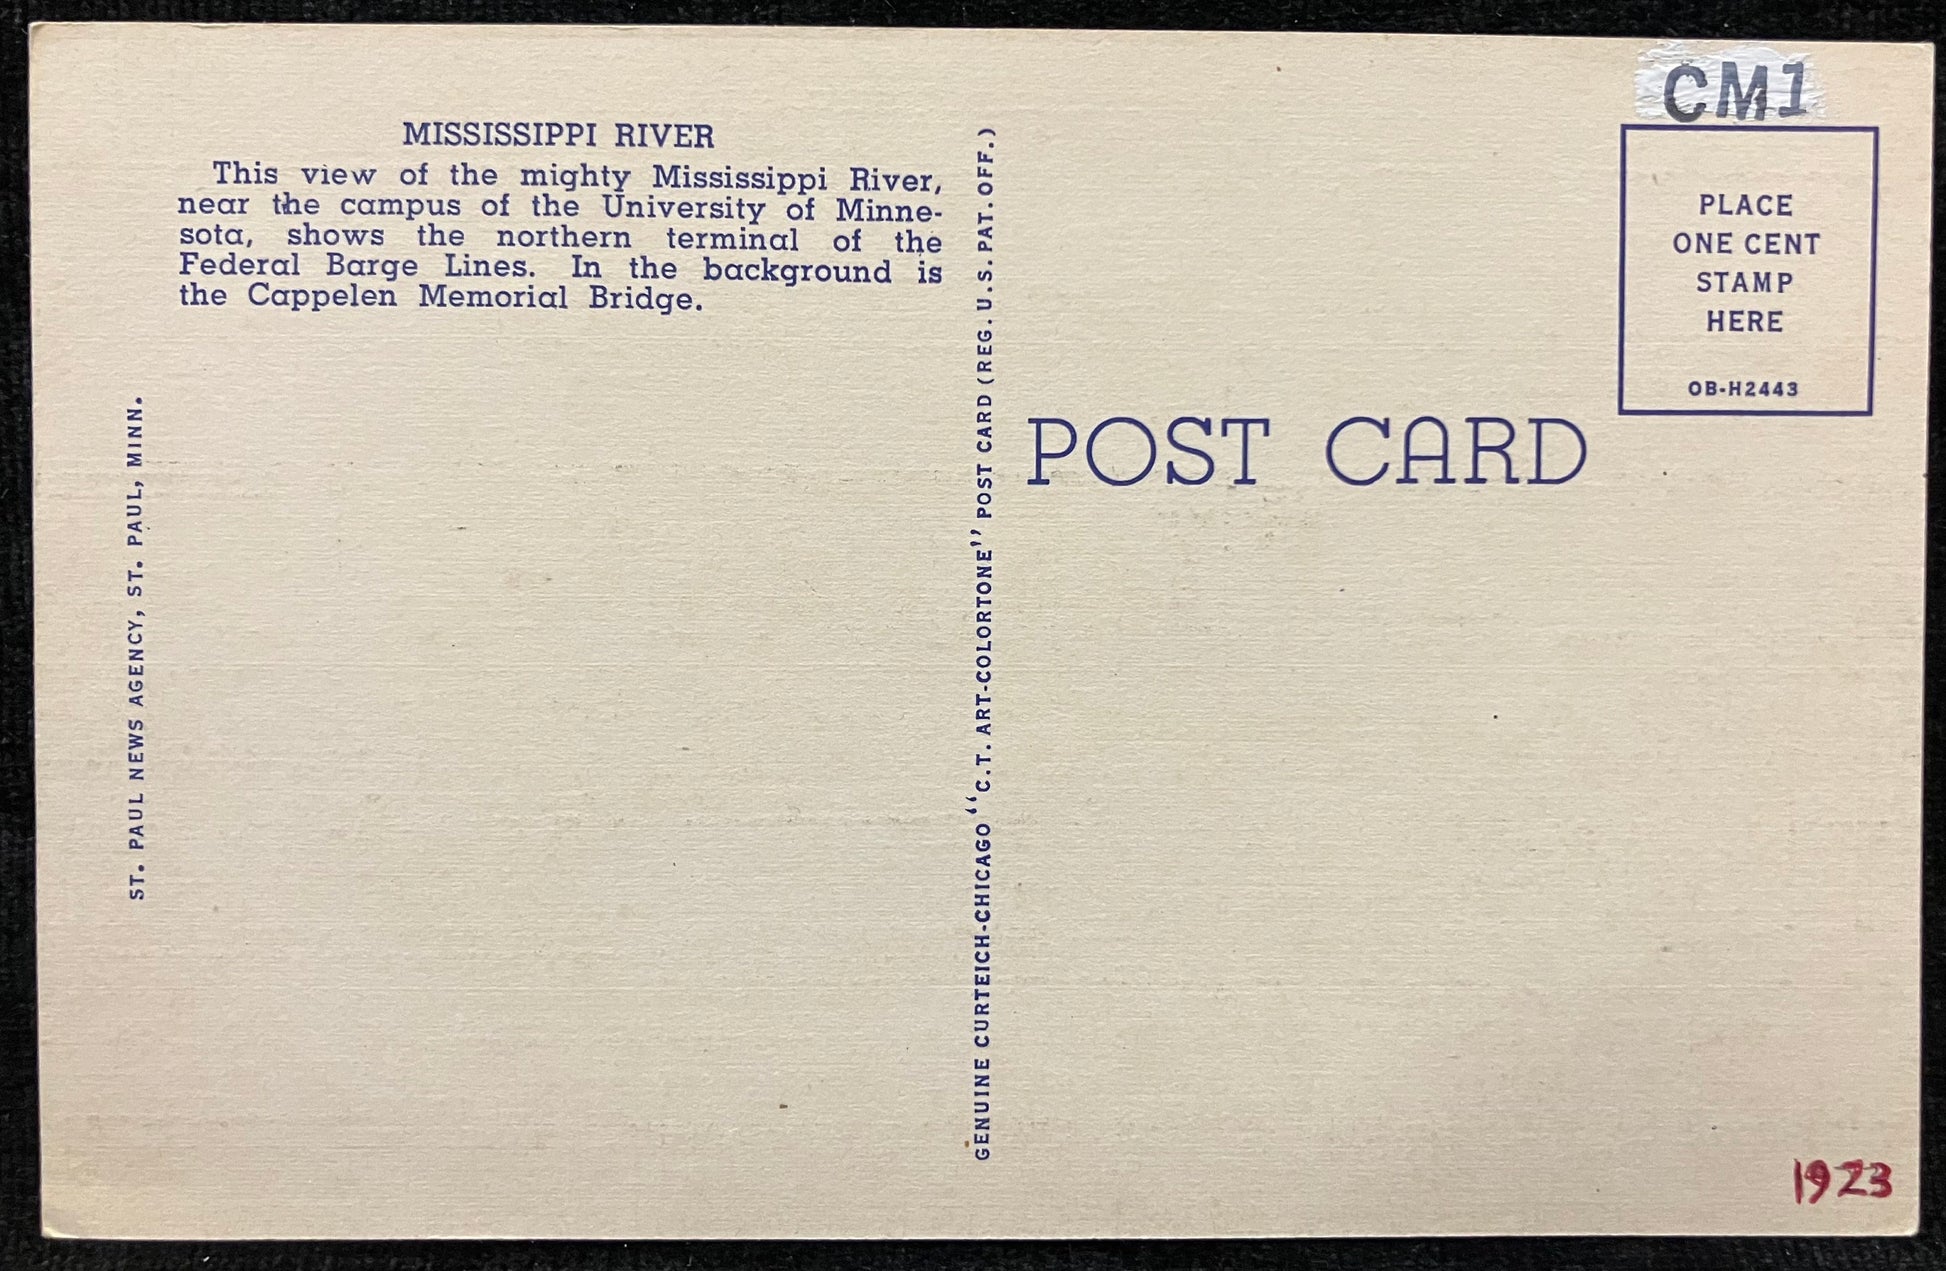 CM1
MISSISSIPPI RIVER
This view of the mighty Mississippi River,
near the campus of the University of Minne-
sota, shows the northern terminal of the
Federal Barge Lines. In the background is
the Cappelen Memorial Bridge.
ST. PAUL NEWS AGENCY, ST. PAUL, MINN.
GENUINE CURTEICH-CHICAGO "C.T. ART-COLORTONE" POST CARD (REG. U.S. PAT. OFF.)
POST CARD
PLACE
ONE CENT
STAMP
HERE
OB-H2443
1923